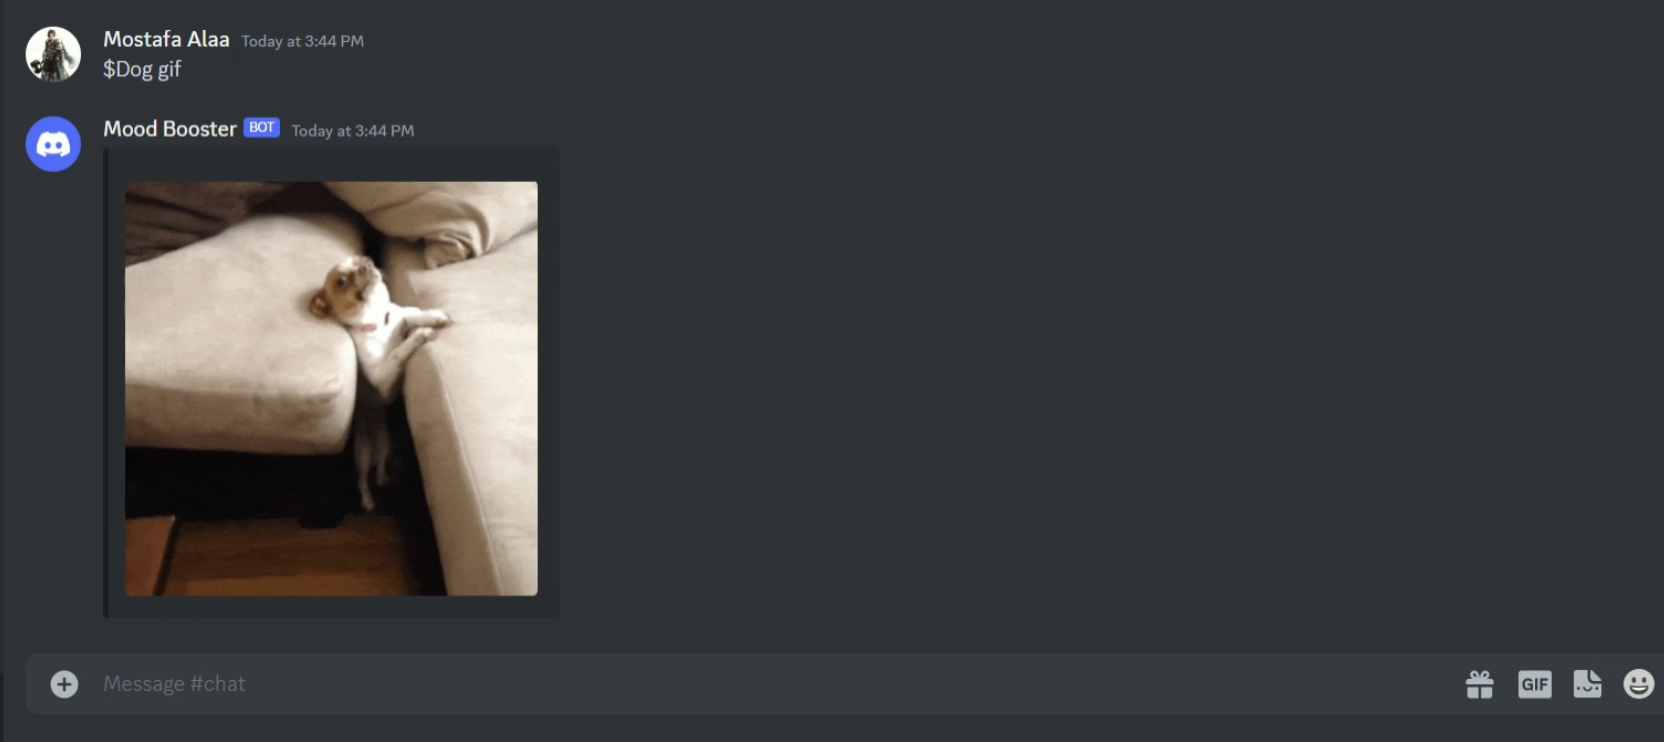 Mostafa Alaa Today at 3:44 PM
$Dog gif
Mood Booster BOT Today at 3:44 PM
Message #chat
GIF